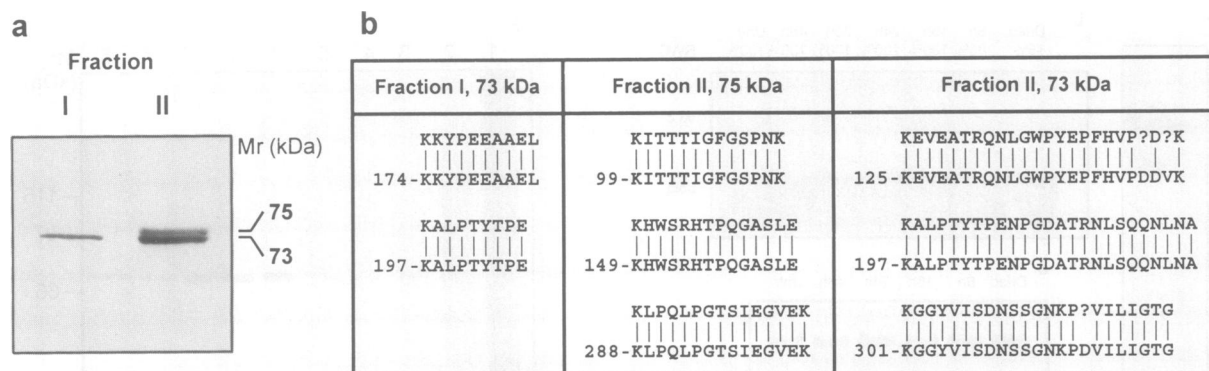 a
Fraction
I II
Mr (kDa)
75
73
b
Fraction I, 73 kDa
KKYPEEAAEL
174-KKYPEEAAEL
KALPTYTPE
197-KALPTYTPE
Fraction II, 75 kDa
KITTTIGFGSPNK
99-KITTTIGFGSPNK
KHWSRHTPQGASLE
149-KHWSRHTPQGASLE
KLPQLPGTSIEGVEK
288-KLPQLPGTSIEGVEK
Fraction II, 73 kDa
KEVEATRQNLGWPYEPFHVP?D?K
125-KEVEATRQNLGWPYEPFHVPDDVK
KALPTYTPENPGDATRNLSQQNLNA
197-KALPTYTPENPGDATRNLSQQNLNA
KGGYVISDNSSGNKP?VILIGTG
301-KGGYVISDNSSGNKPDVILIGTG